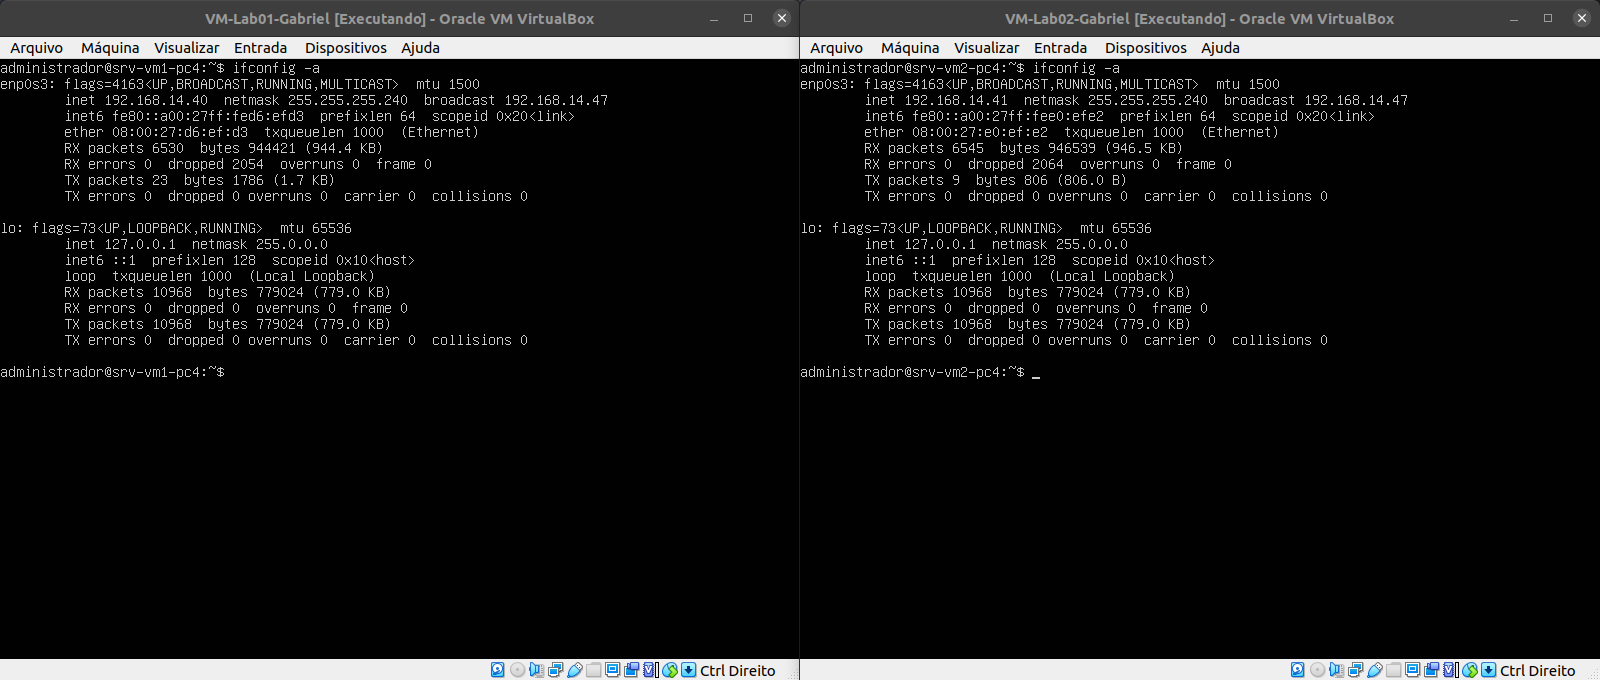 VM-Lab01-Gabriel [Executando] - Oracle VM VirtualBox
Arquivo Máquina Visualizar Entrada Dispositivos Ajuda
administrador@srv-vm1-pc4:~$ ifconfig -a
enp0s3: flags=4163<UP,BROADCAST,RUNNING,MULTICAST>  mtu 1500
        inet 192.168.14.40  netmask 255.255.255.240  broadcast 192.168.14.47
        inet6 fe80::a00:27ff:fed6:efd3  prefixlen 64  scopeid 0x20<link>
        ether 08:00:27:d6:ef:d3  txqueuelen 1000  (Ethernet)
        RX packets 6530  bytes 944421 (944.4 KB)
        RX errors 0  dropped 2054  overruns 0  frame 0
        TX packets 23  bytes 1786 (1.7 KB)
        TX errors 0  dropped 0 overruns 0  carrier 0  collisions 0
lo: flags=73<UP,LOOPBACK,RUNNING>  mtu 65536
        inet 127.0.0.1  netmask 255.0.0.0
        inet6 ::1  prefixlen 128  scopeid 0x10<host>
        loop  txqueuelen 1000  (Local Loopback)
        RX packets 10968  bytes 779024 (779.0 KB)
        RX errors 0  dropped 0  overruns 0  frame 0
        TX packets 10968  bytes 779024 (779.0 KB)
        TX errors 0  dropped 0 overruns 0  carrier 0  collisions 0
administrador@srv-vm1-pc4:~$
Ctrl Direito
VM-Lab02-Gabriel [Executando] - Oracle VM VirtualBox
Arquivo Máquina Visualizar Entrada Dispositivos Ajuda
administrador@srv-vm2-pc4:~$ ifconfig -a
enp0s3: flags=4163<UP,BROADCAST,RUNNING,MULTICAST>  mtu 1500
        inet 192.168.14.41  netmask 255.255.255.240  broadcast 192.168.14.47
        inet6 fe80::a00:27ff:fee0:efe2  prefixlen 64  scopeid 0x20<link>
        ether 08:00:27:e0:ef:e2  txqueuelen 1000  (Ethernet)
        RX packets 6545  bytes 946539 (946.5 KB)
        RX errors 0  dropped 2064  overruns 0  frame 0
        TX packets 9  bytes 806 (806.0 B)
        TX errors 0  dropped 0 overruns 0  carrier 0  collisions 0
lo: flags=73<UP,LOOPBACK,RUNNING>  mtu 65536
        inet 127.0.0.1  netmask 255.0.0.0
        inet6 ::1  prefixlen 128  scopeid 0x10<host>
        loop  txqueuelen 1000  (Local Loopback)
        RX packets 10968  bytes 779024 (779.0 KB)
        RX errors 0  dropped 0  overruns 0  frame 0
        TX packets 10968  bytes 779024 (779.0 KB)
        TX errors 0  dropped 0 overruns 0  carrier 0  collisions 0
administrador@srv-vm2-pc4:~$ _
Ctrl Direito